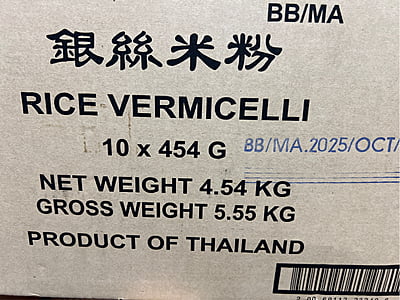 BB/MA
銀絲米粉
RICE VERMICELLI
10 x 454 G
BB/MA.2025/OCT/
NET WEIGHT 4.54 KG
GROSS WEIGHT 5.55 KG
PRODUCT OF THAILAND